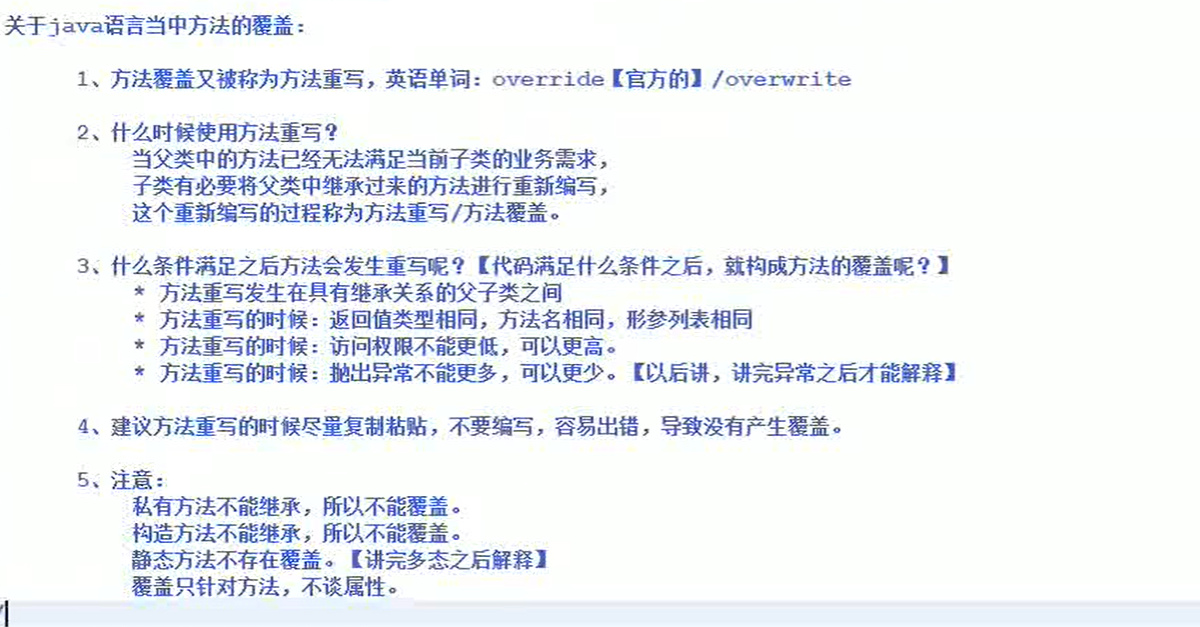 关于java语言当中方法的覆盖：
1、方法覆盖又被称为方法重写，英语单词：override【官方的】/overwrite
2、什么时候使用方法重写？
当父类中的方法已经无法满足当前子类的业务需求，
子类有必要将父类中继承过来的方法进行重新编写，
这个重新编写的过程称为方法重写/方法覆盖。
3、什么条件满足之后方法会发生重写呢？【代码满足什么条件之后，就构成方法的覆盖呢？】
* 方法重写发生在具有继承关系的父子类之间
* 方法重写的时候：返回值类型相同，方法名相同，形参列表相同
* 方法重写的时候：访问权限不能更低，可以更高。
* 方法重写的时候：抛出异常不能更多，可以更少。【以后讲，讲完异常之后才能解释】
4、建议方法重写的时候尽量复制粘贴，不要编写，容易出错，导致没有产生覆盖。
5、注意：
私有方法不能继承，所以不能覆盖。
构造方法不能继承，所以不能覆盖。
静态方法不存在覆盖。【讲完多态之后解释】
覆盖只针对方法，不谈属性。